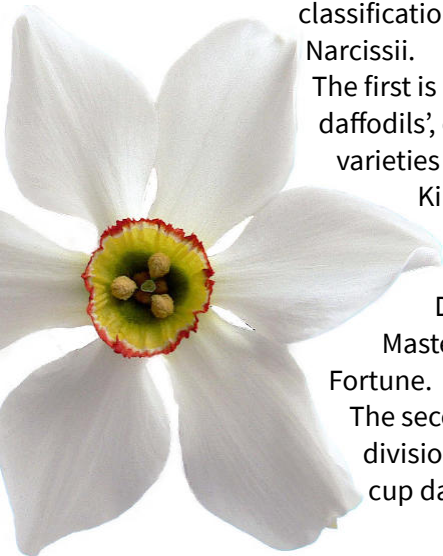 classificatio
Narcissii.
The first is
daffodils’,
varieties
Ki
D
Maste
Fortune.
The seco
divisio
cup da